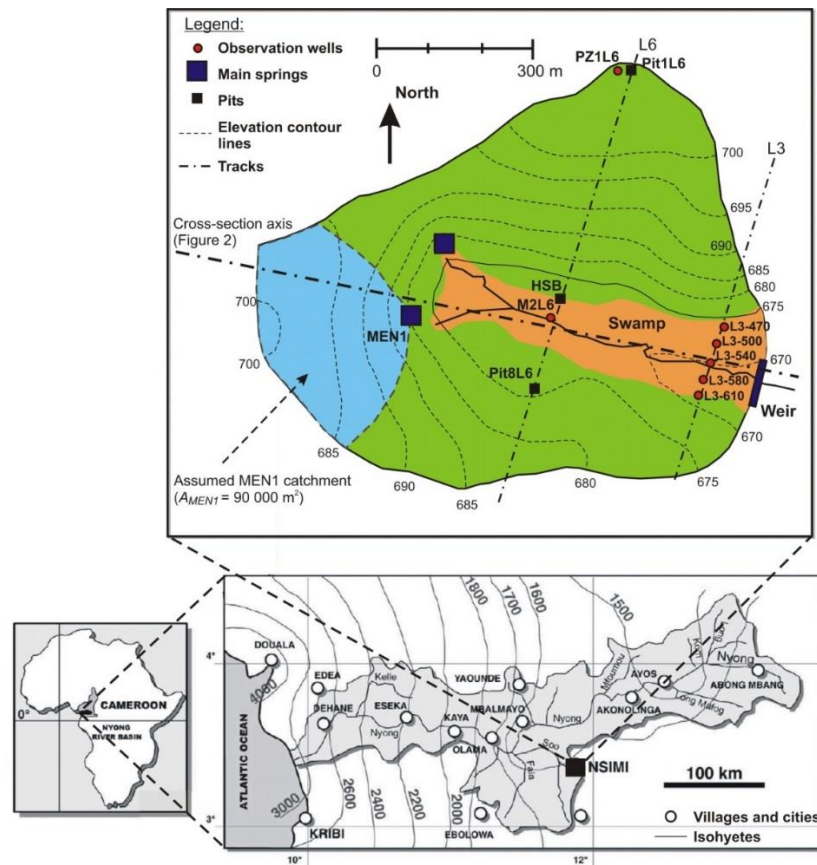 Legend:
Observation wells
Main springs
Pits
Elevation contour
lines
Tracks
0
300 m
North
L6
PZ1L6
Pit1L6
700
L3
695
690
685
680
675
Cross-section axis
(Figure 2)
700
700
MEN1
HSB
M2L6
Swamp
L3-470
L3-500
L3-540
L3-580
L3-610
670
Weir
670
Pit8L6
685
690
685
680
675
Assumed MEN1 catchment
(AMEN1 = 90 000 m²)
0°
CAMEROON
NYONG
RIVER BASIN
1800
1700
1600
1500
4°
DOUALA
4000
EDEA
Kelle
YAOUNDE
Mfoumou
Kom
Long
Nyong
DEHANE
ESEKA
KAYA
MBALMAYO
Nyong
AYOS
ABONG MBANG
AKONOLINGA
Long Mafog
Nyong
OLAMA
Soo
ATLANTIC OCEAN
NSIMI
Fala
3000
2600
2400
2200
2000
100 km
3°
KRIBI
EBOLOWA
Villages and cities
Isohyetes
10°
12°